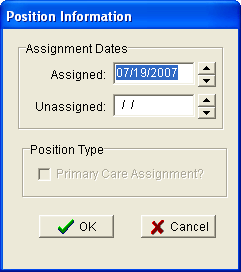 Position Information
Assignment Dates
Assigned: 07/19/2007
Unassigned: / /
Position Type
Primary Care Assignment?
OK Cancel